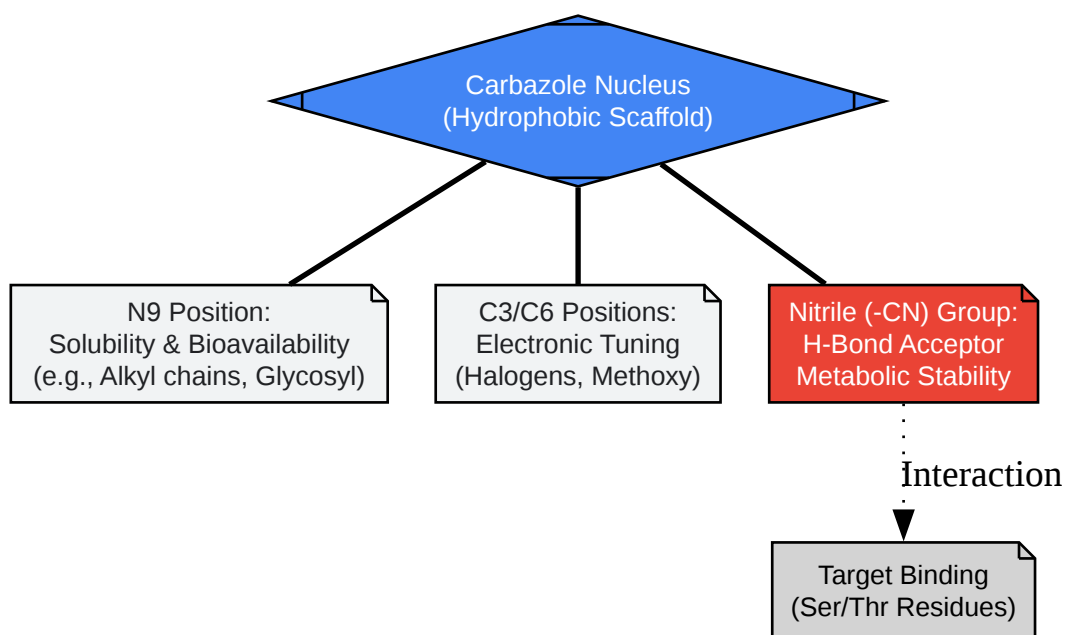 Carbazole Nucleus
(Hydrophobic Scaffold)
N9 Position:
Solubility & Bioavailability
(e.g., Alkyl chains, Glycosyl)
C3/C6 Positions:
Electronic Tuning
(Halogens, Methoxy)
Nitrile (-CN) Group:
H-Bond Acceptor
Metabolic Stability
Interaction
Target Binding
(Ser/Thr Residues)